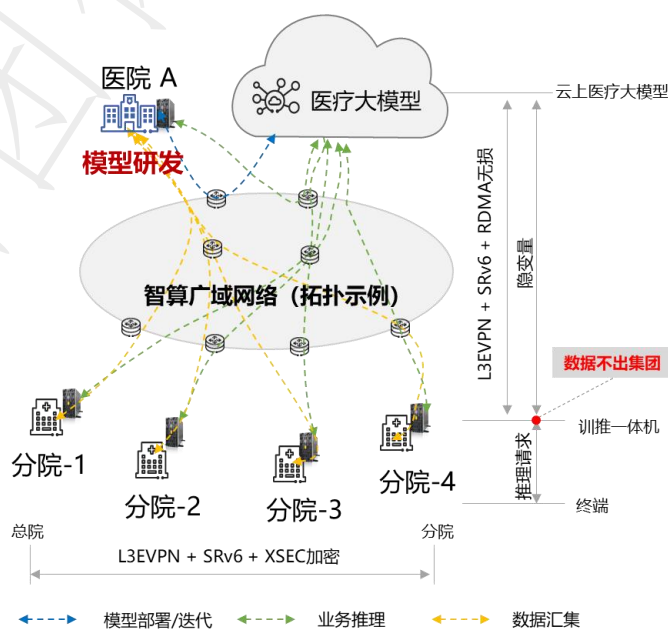 医院 A
医疗大模型
云上医疗大模型
模型研发
L3EVPN + SRv6 + RDMA无损
隐变量
智算广域网络（拓扑示例）
数据不出集团
训推一体机
推理请求
终端
分院-1
分院-2
分院-3
分院-4
总院
分院
L3EVPN + SRv6 + XSEC加密
模型部署/迭代
业务推理
数据汇集